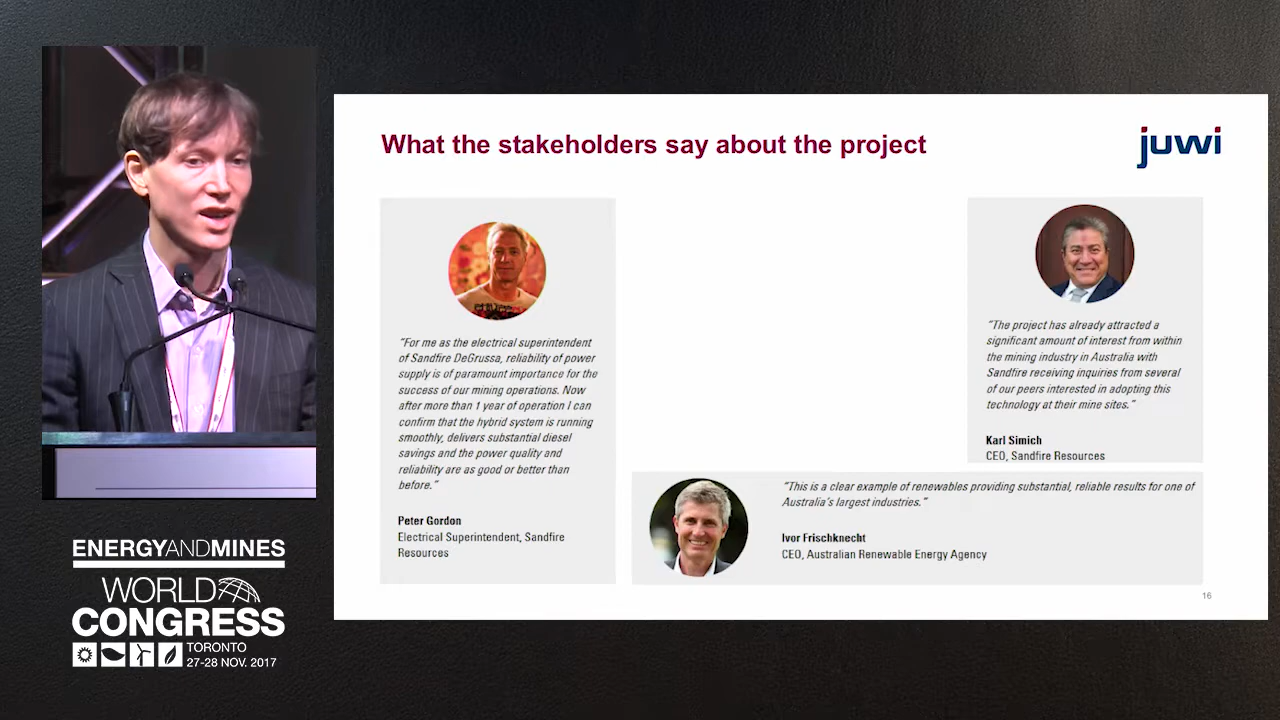 What the stakeholders say about the project
juwi
"For me as the electrical superintendent
of Sandfire DeGrussa, reliability of power
supply is of paramount importance for the
success of our mining operations. Now
after more than 1 year of operation I can
confirm that the hybrid system is running
smoothly, delivers substantial diesel
savings and the power quality and
reliability are as good or better than
before."
Peter Gordon
Electrical Superintendent, Sandfire
Resources
"The project has already attracted a
significant amount of interest from within
the mining industry in Australia with
Sandfire receiving inquiries from several
of our peers interested in adopting this
technology at their mine sites."
Karl Simich
CEO, Sandfire Resources
"This is a clear example of renewables providing substantial, reliable results for one of
Australia's largest industries."
Ivor Frischknecht
CEO, Australian Renewable Energy Agency
16
ENERGYANDMINES
WORLD
CONGRESS
TORONTO
27-28 NOV. 2017